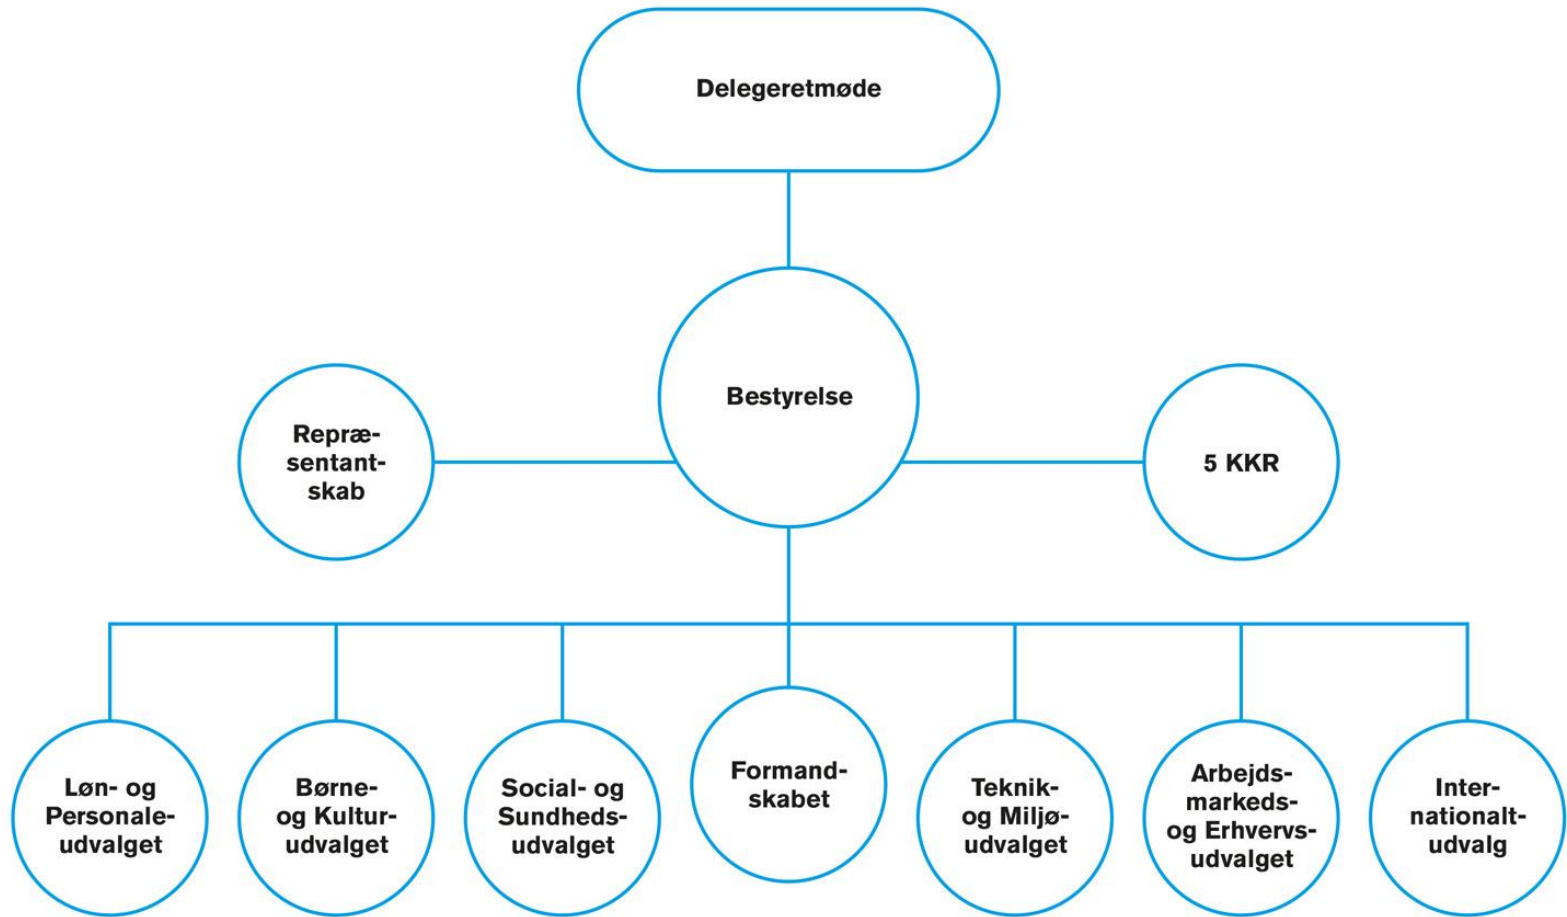 Delegeretmøde
Bestyrelse
Repræ-
sentant-
skab
5 KKR
Løn- og
Personale-
udvalget
Børne-
og Kultur-
udvalget
Social- og
Sundheds-
udvalget
Formand-
skabet
Teknik-
og Miljø-
udvalget
Arbejds-
markeds-
og Erhvervs-
udvalget
Inter-
nationalt-
udvalg